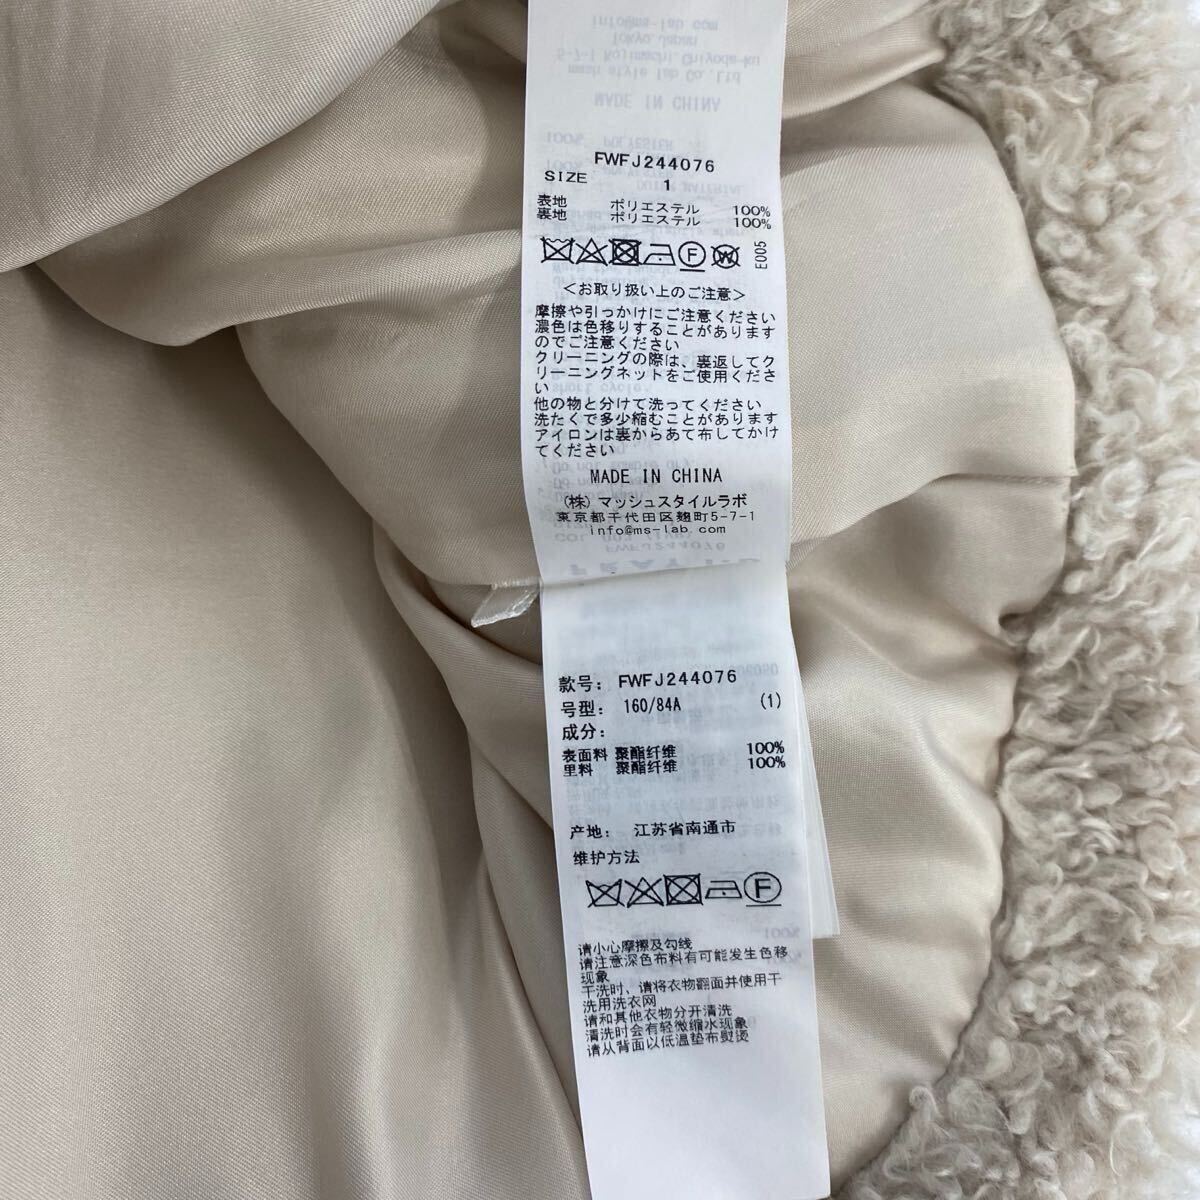 FWFJ244076
SIZE 1
表地 ポリエステル 100%
裏地 ポリエステル 100%
F W E005
<お取り扱い上のご注意>
摩擦や引っかけにご注意ください
濃色は色移りすることがあります
のでご注意ください
クリーニングの際は、裏返してク
リーニングネットをご使用くださ
い
他の物と分けて洗ってください
洗たくで多少縮むことがあります
アイロンは裏からあて布してかけ
てください
MADE IN CHINA
(株)マッシュスタイルラボ
東京都千代田区麹町5-7-1
info@ms-lab.com
款号: FWFJ244076
号型: 160/84A (1)
成分:
表面料 聚酯纤维 100%
里料 聚酯纤维 100%
产地: 江苏省南通市
维护方法
F
请小心摩擦及勾线
请注意深色布料有可能发生色移
现象
干洗时、请将衣物翻面并使用干
洗用洗衣网
请和其他衣物分开清洗
清洗时会有轻微缩水现象
请从背面以低温垫布熨烫